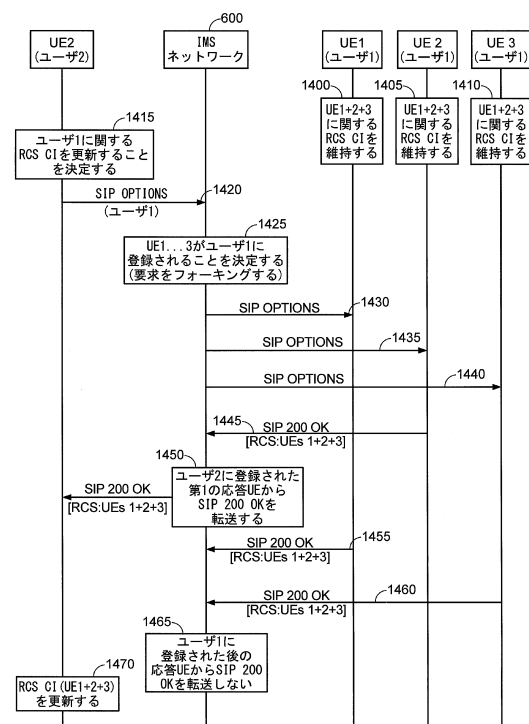 600
UE2
(ユーザ2)
IMS
ネットワーク
UE1
(ユーザ1)
UE 2
(ユーザ1)
UE 3
(ユーザ1)
1400
UE1+2+3
に関する
RCS CIを
維持する
1405
UE1+2+3
に関する
RCS CIを
維持する
1410
UE1+2+3
に関する
RCS CIを
維持する
1415
ユーザ1に関する
RCS CIを更新すること
を決定する
SIP OPTIONS
(ユーザ1)
1420
1425
UE1...3がユーザ1に
登録されることを決定する
(要求をフォーキングする)
SIP OPTIONS
1430
SIP OPTIONS
1435
SIP OPTIONS
1440
1445
SIP 200 OK
[RCS:UEs 1+2+3]
1450
ユーザ2に登録された
第1の応答UEから
SIP 200 OKを
転送する
SIP 200 OK
[RCS:UEs 1+2+3]
SIP 200 OK
1455
[RCS:UEs 1+2+3]
SIP 200 OK
1460
[RCS:UEs 1+2+3]
1465
ユーザ1に
登録された後の
応答UEからSIP 200
OKを転送しない
1470
RCS CI(UE1+2+3)
を更新する